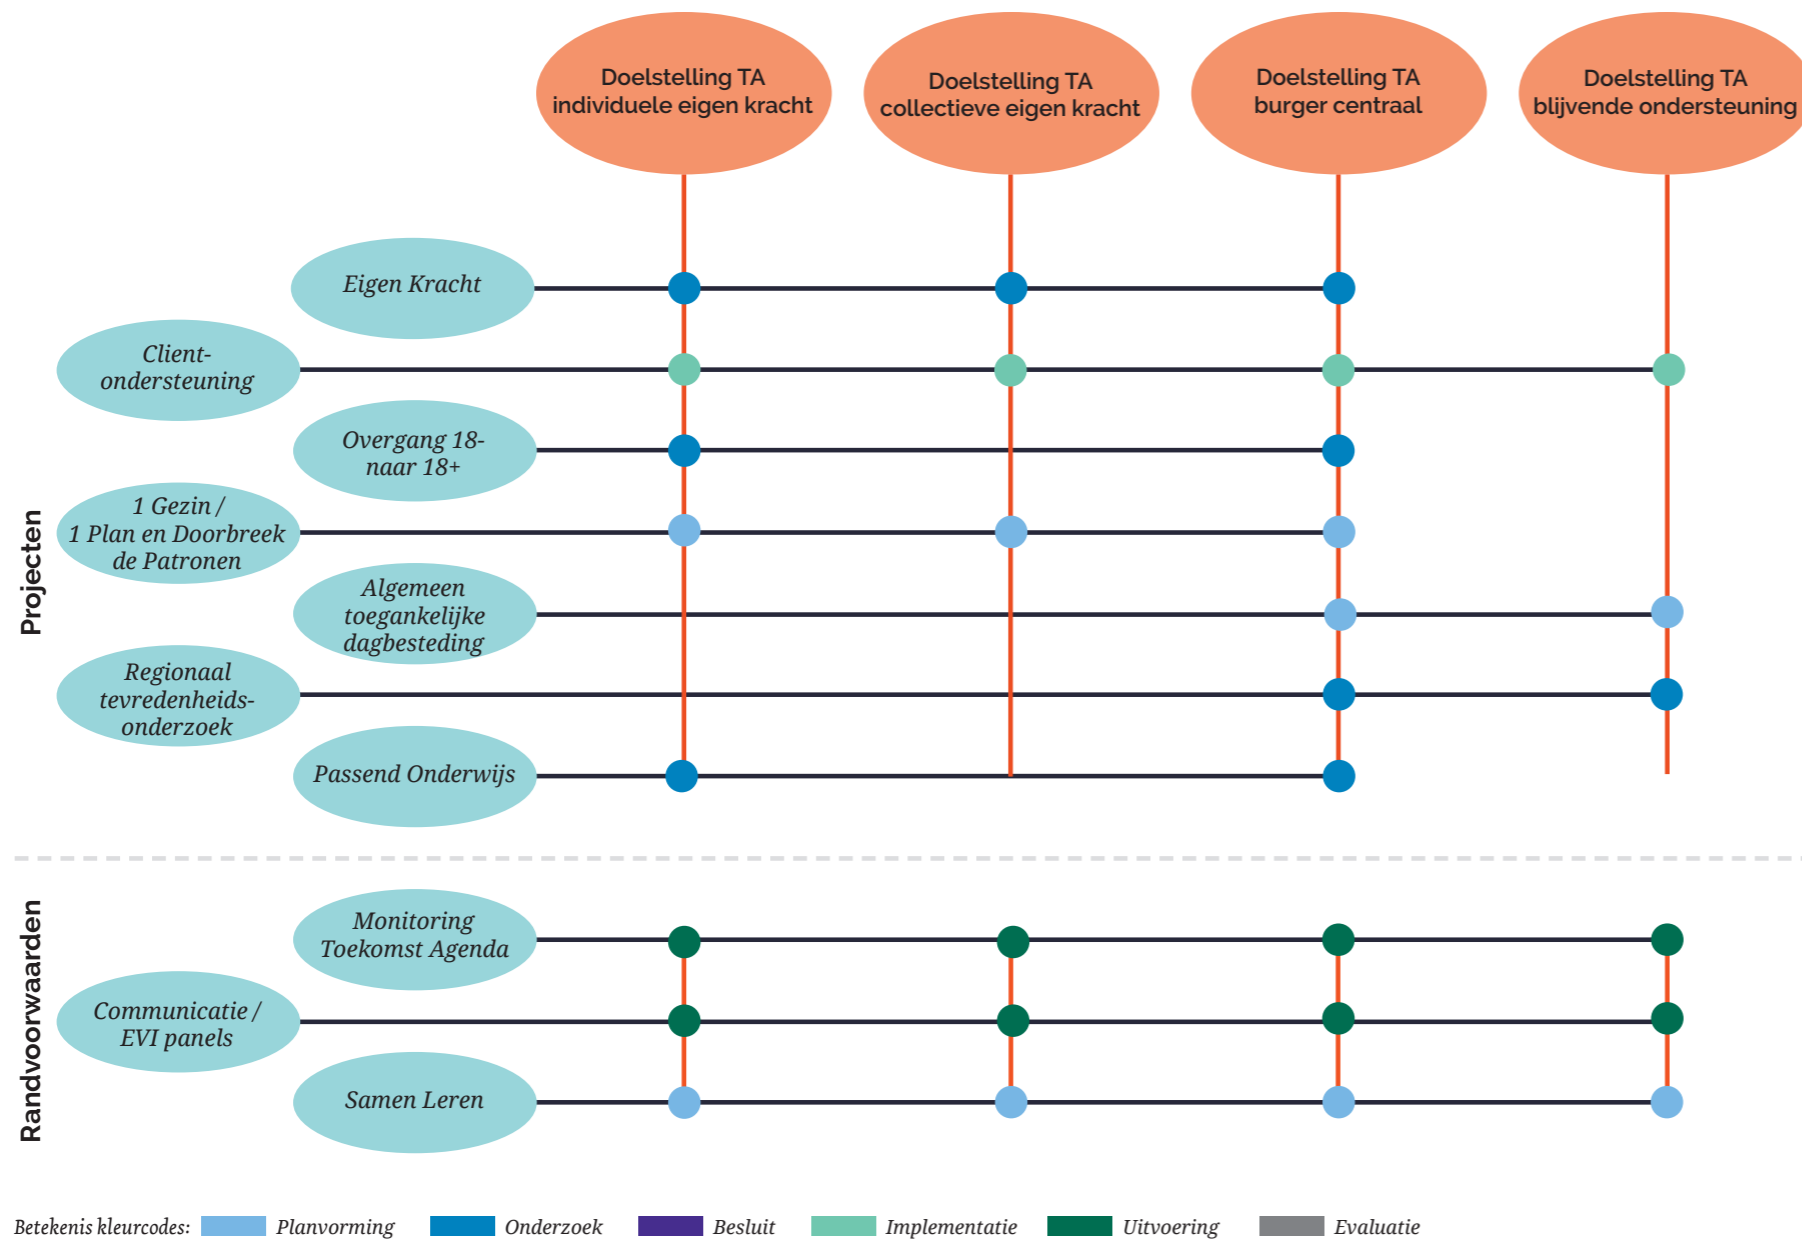 Doelstelling TA
individuele eigen kracht
Doelstelling TA
collectieve eigen kracht
Doelstelling TA
burger centraal
Doelstelling TA
blijvende ondersteuning
Projecten
Eigen Kracht
Client-
ondersteuning
Overgang 18-
naar 18+
1 Gezin /
1 Plan en Doorbreek
de Patronen
Algemeen
toegankelijke
dagbesteding
Regionaal
tevredenheids-
onderzoek
Passend Onderwijs
Randvoorwaarden
Monitoring
Toekomst Agenda
Communicatie /
EVI panels
Samen Leren
Betekenis kleurcodes: Planvorming Onderzoek Besluit Implementatie Uitvoering Evaluatie